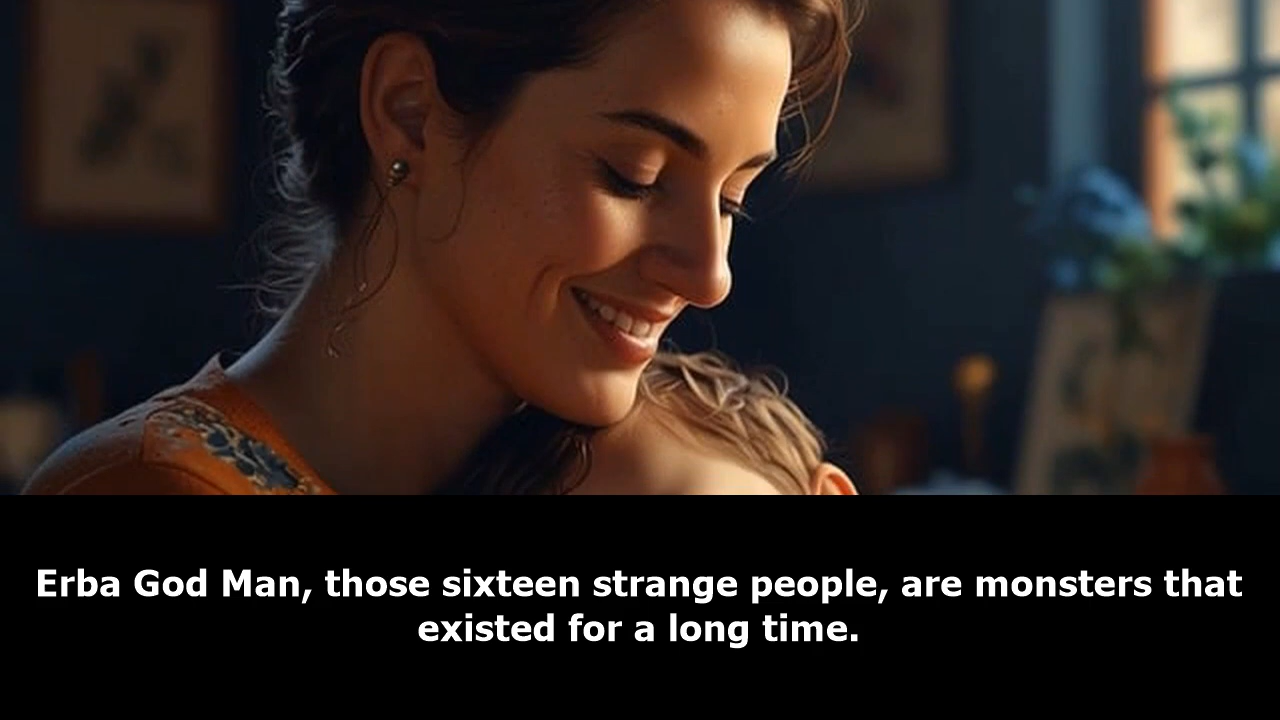 Erba God Man, those sixteen strange people, are monsters that
existed for a long time.